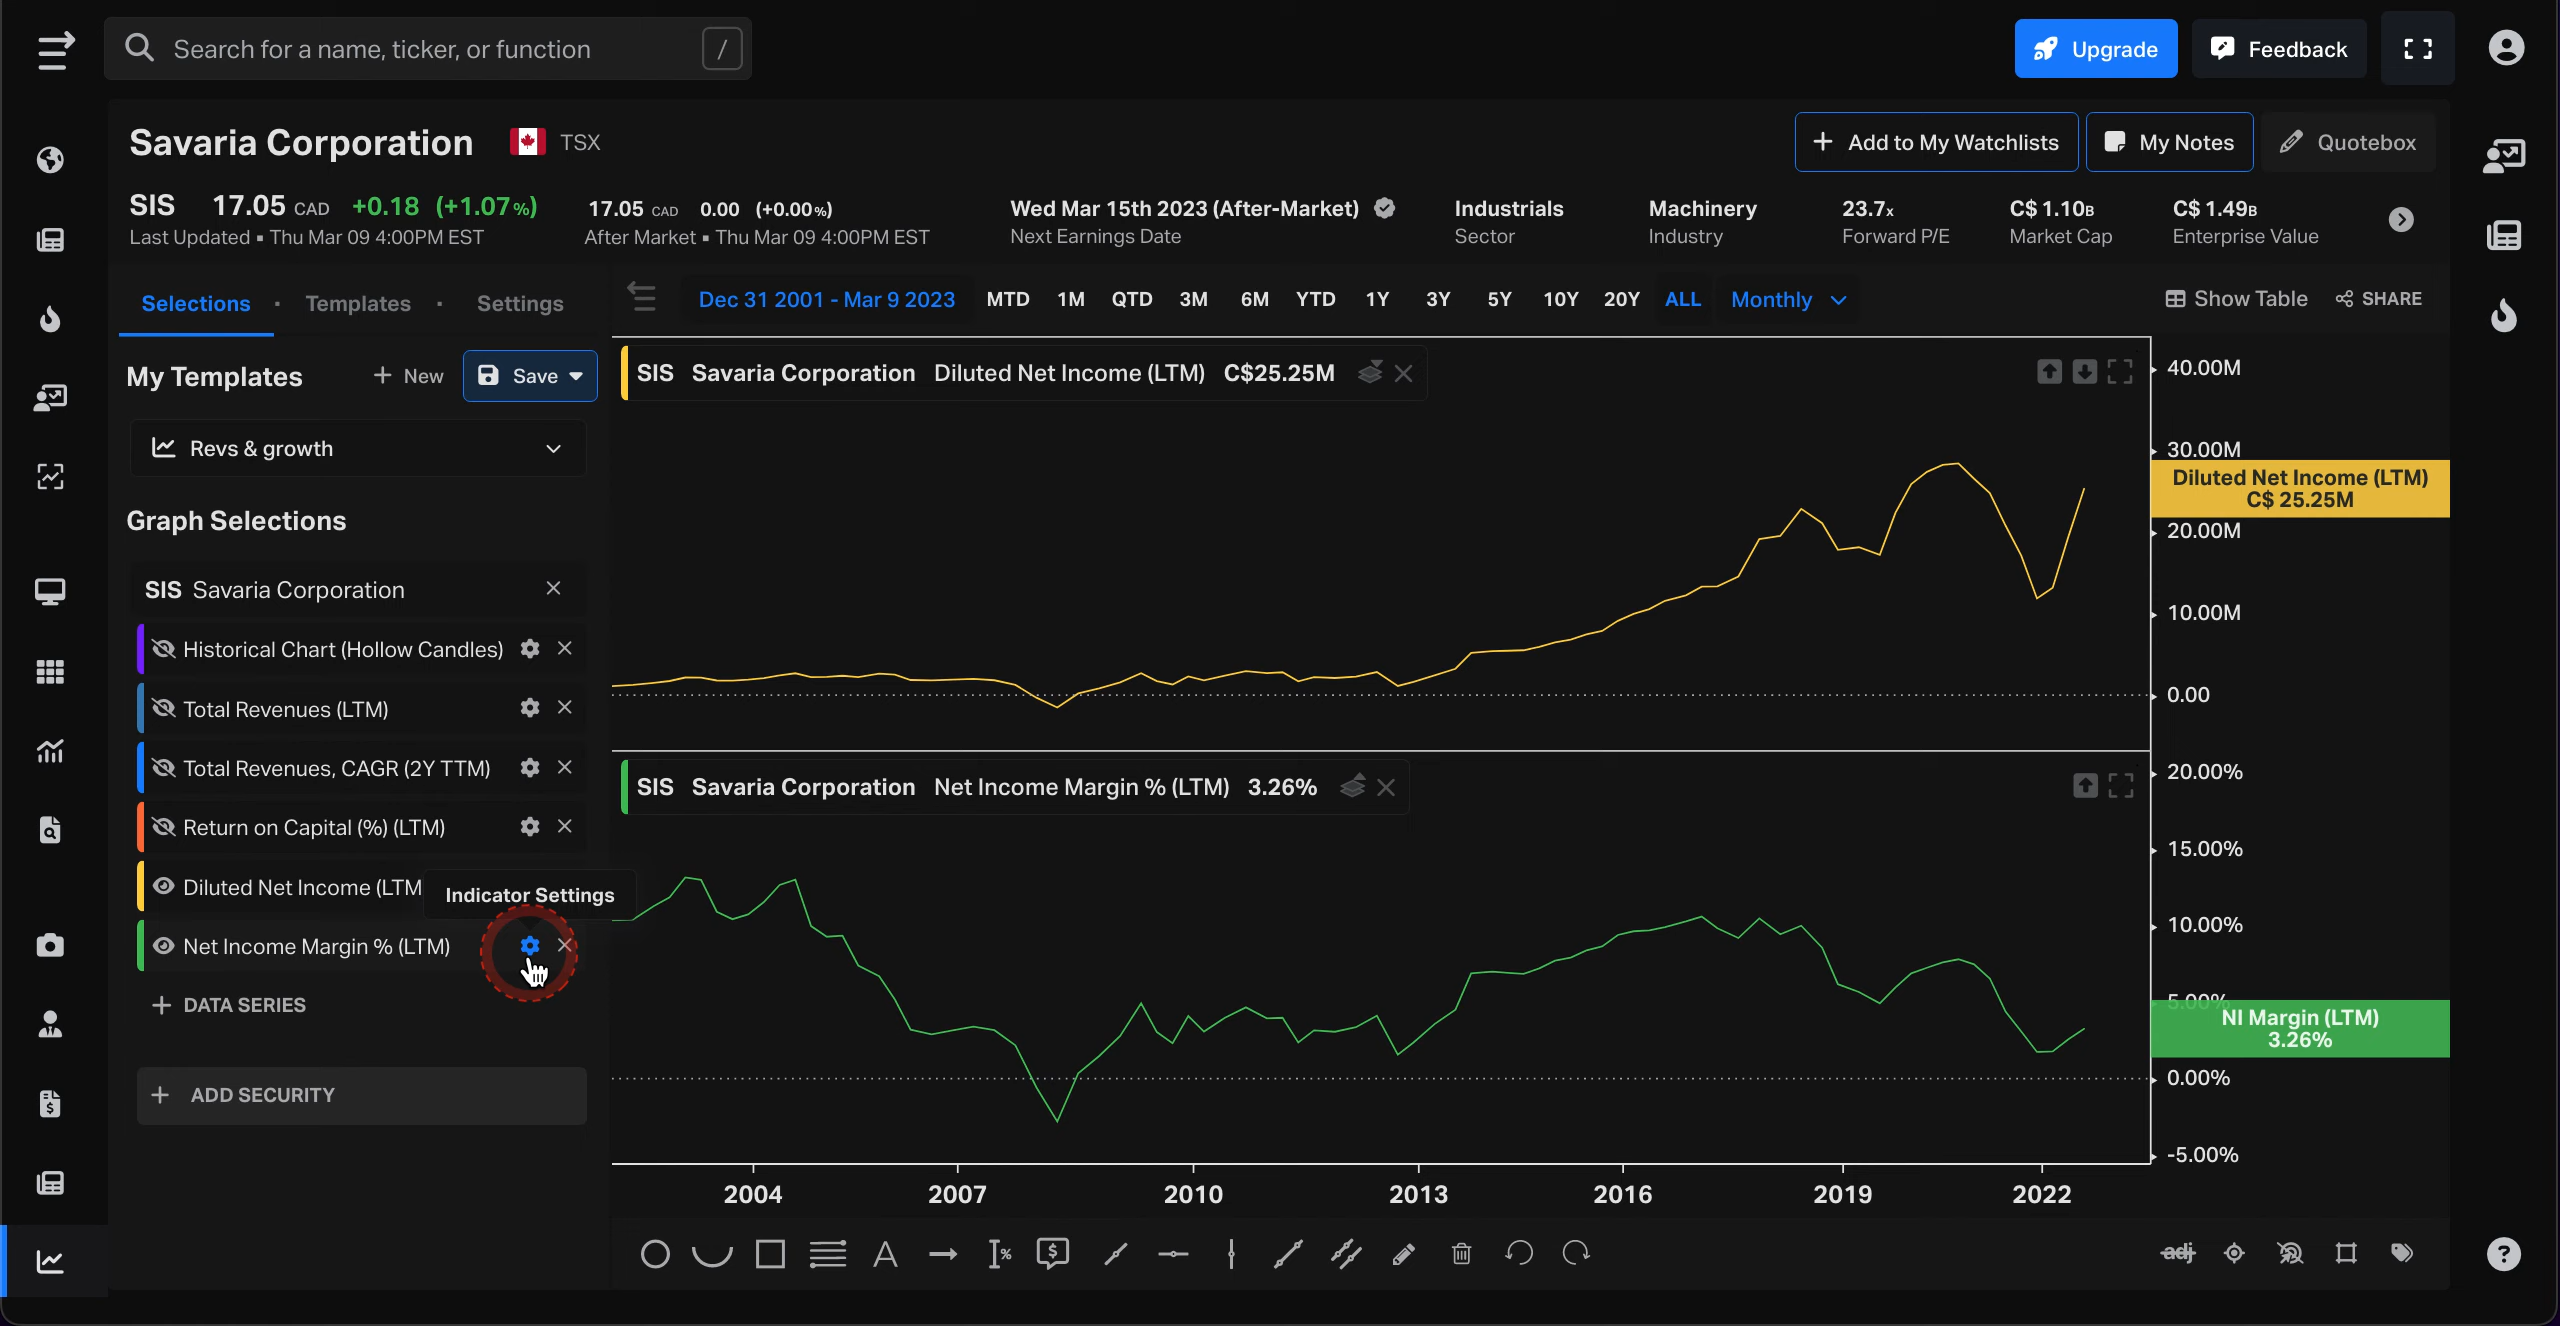 Search for a name, ticker, or function /
Upgrade
Feedback
Savaria Corporation TSX
Add to My Watchlists
My Notes
Quotebox
SIS 17.05 CAD +0.18 (+1.07%)
Last Updated ▪ Thu Mar 09 4:00PM EST
17.05 CAD 0.00 (+0.00%)
After Market ▪ Thu Mar 09 4:00PM EST
Wed Mar 15th 2023 (After-Market)
Next Earnings Date
Industrials
Sector
Machinery
Industry
23.7x
Forward P/E
C$ 1.10B
Market Cap
C$ 1.49B
Enterprise Value
Selections · Templates · Settings
Dec 31 2001 - Mar 9 2023 MTD 1M QTD 3M 6M YTD 1Y 3Y 5Y 10Y 20Y ALL Monthly
Show Table SHARE
My Templates + New Save
Revs & growth
Graph Selections
SIS Savaria Corporation
Historical Chart (Hollow Candles)
Total Revenues (LTM)
Total Revenues, CAGR (2Y TTM)
Return on Capital (%) (LTM)
Diluted Net Income (LTM
Indicator Settings
Net Income Margin % (LTM)
+ DATA SERIES
+ ADD SECURITY
SIS Savaria Corporation Diluted Net Income (LTM) C$25.25M
40.00M
30.00M
Diluted Net Income (LTM)
C$ 25.25M
20.00M
10.00M
0.00
SIS Savaria Corporation Net Income Margin % (LTM) 3.26%
20.00%
15.00%
10.00%
5.00%
NI Margin (LTM)
3.26%
0.00%
-5.00%
2004 2007 2010 2013 2016 2019 2022
A
%
$
adj
?